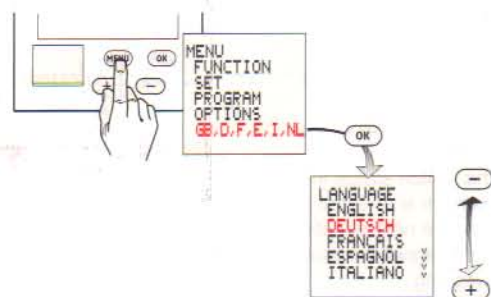 MENU
OK
+
−
MENU
FUNCTION
SET
PROGRAM
OPTIONS
GB,D,F,E,I,NL
OK
LANGUAGE
ENGLISH
DEUTSCH
FRANCAIS
ESPAGNOL
ITALIANO
−
+